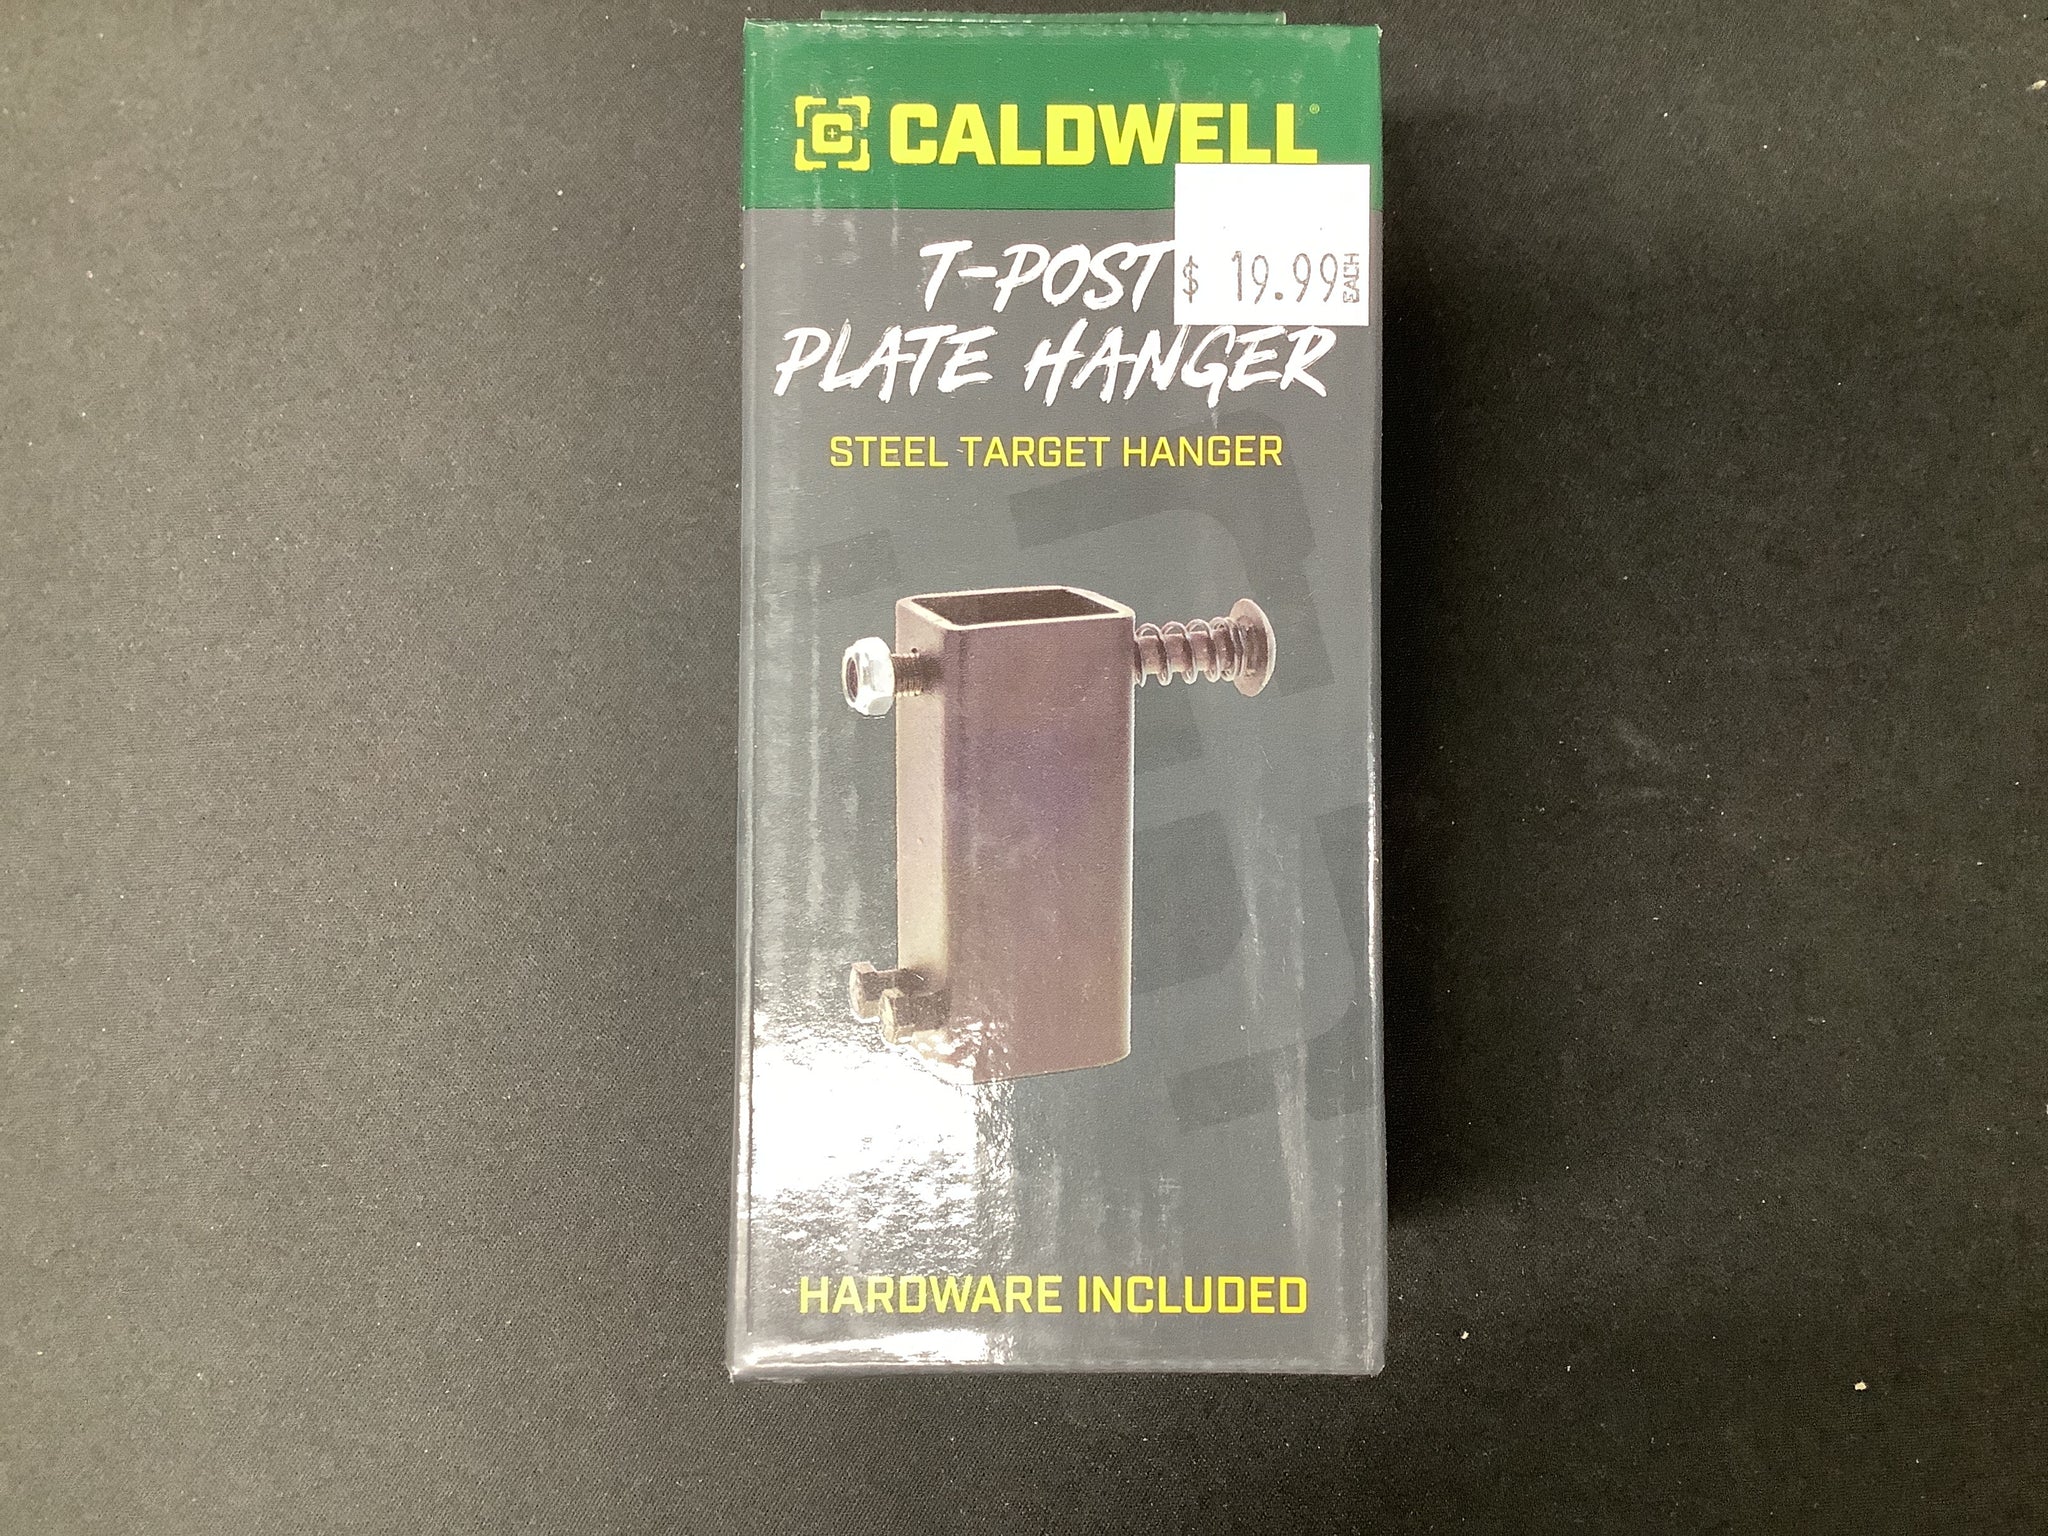 C CALDWELL®
$ 19.99 EACH
T-POST
PLATE HANGER
STEEL TARGET HANGER
HARDWARE INCLUDED